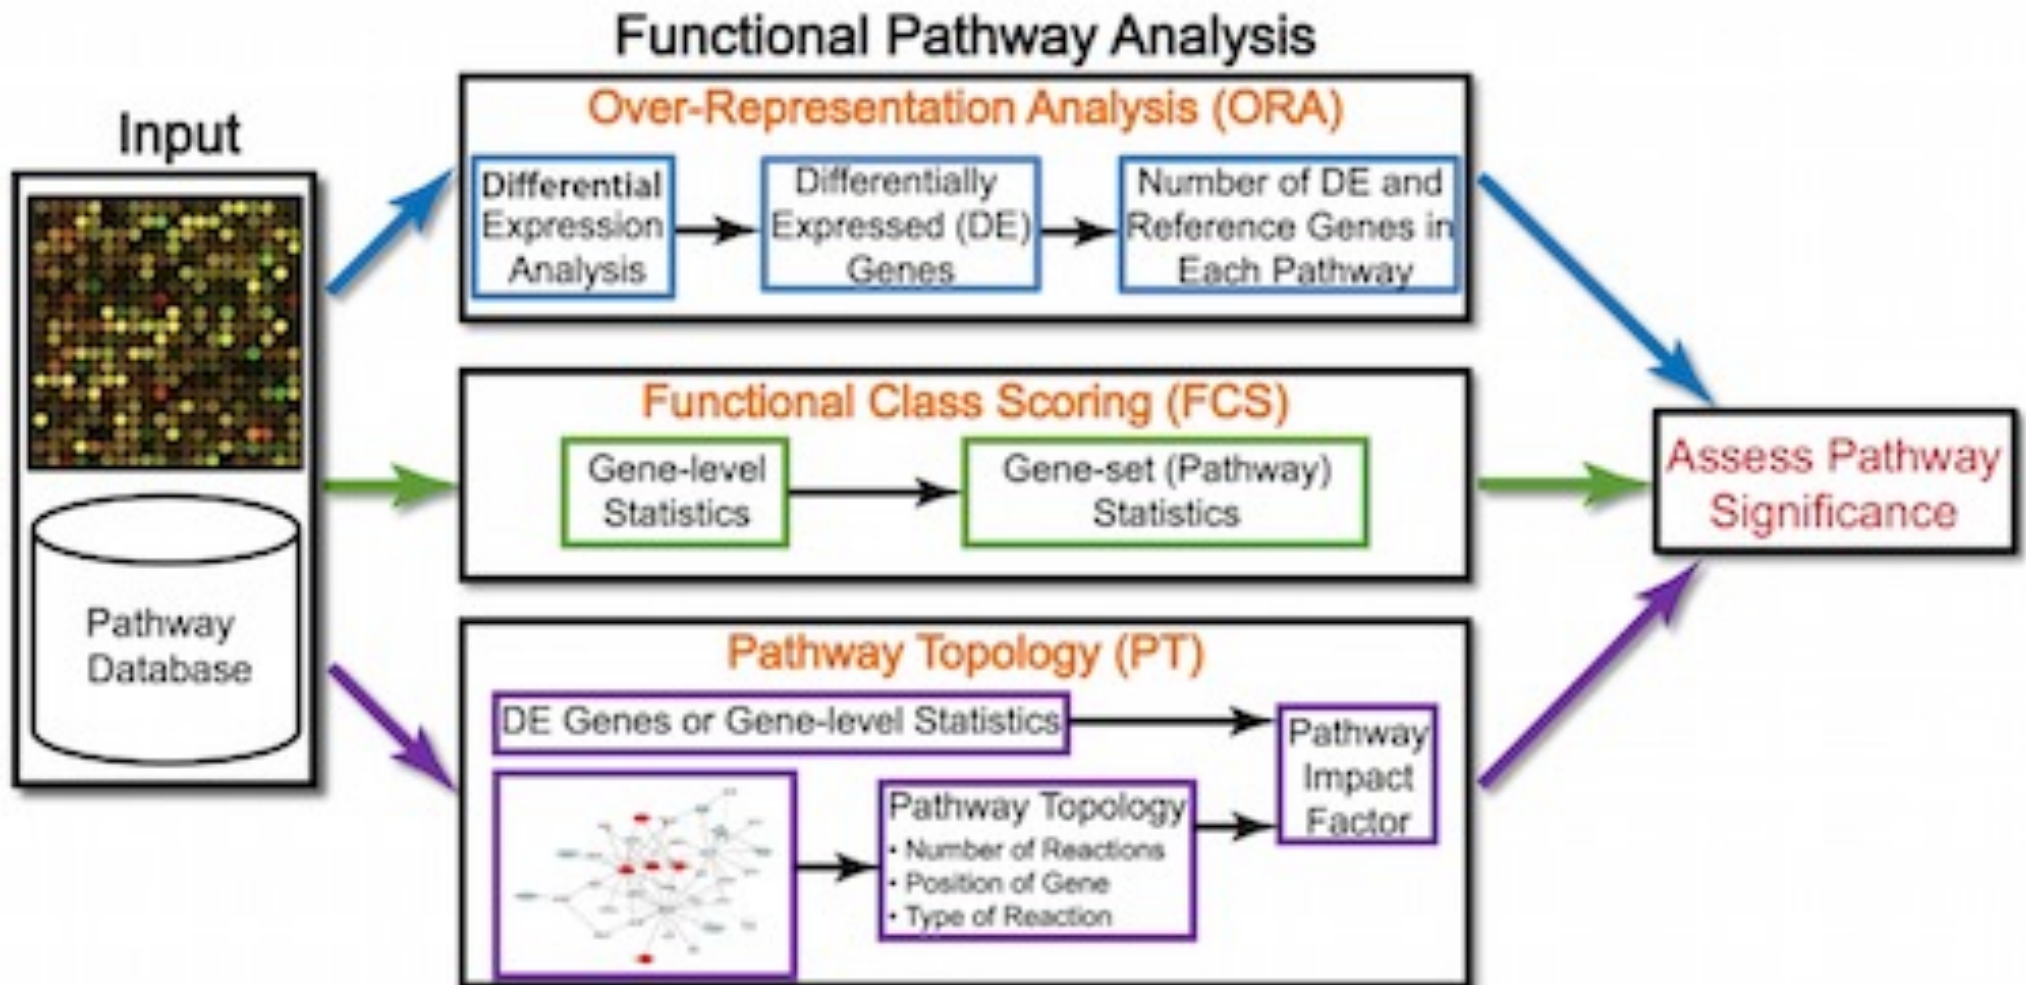 Functional Pathway Analysis
Input
Pathway
Database
Over-Representation Analysis (ORA)
Differential
Expression
Analysis
Differentially
Expressed (DE)
Genes
Number of DE and
Reference Genes in
Each Pathway
Functional Class Scoring (FCS)
Gene-level
Statistics
Gene-set (Pathway)
Statistics
Pathway Topology (PT)
DE Genes or Gene-level Statistics
Pathway Topology
• Number of Reactions
• Position of Gene
• Type of Reaction
Pathway
Impact
Factor
Assess Pathway
Significance